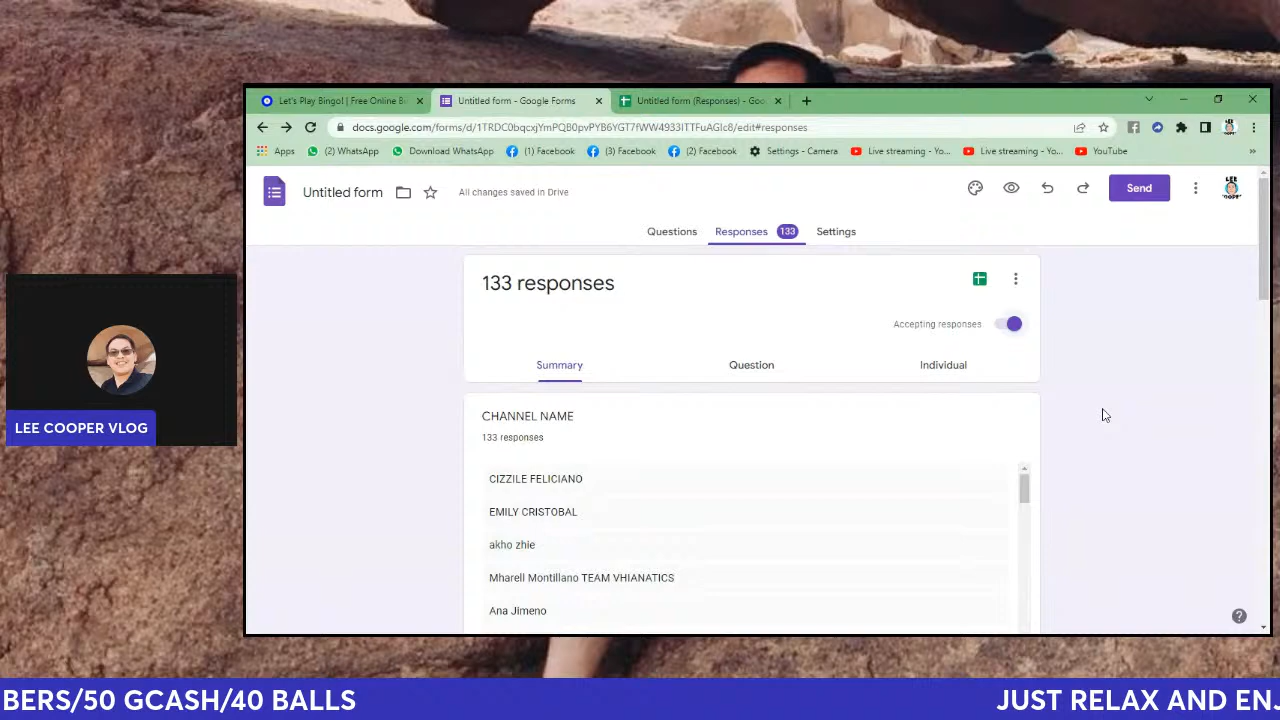 Let's Play Bingo! | Free Online Bi
Untitled form - Google Forms
Untitled form (Responses) - Goo
docs.google.com/forms/d/1TRDC0bqcxjYmPQB0pvPYB6YGT7fWW4933ITTFuAGlc8/edit#responses
Apps
(2) WhatsApp
Download WhatsApp
(1) Facebook
(3) Facebook
(2) Facebook
Settings - Camera
Live streaming - Yo...
Live streaming - Yo...
YouTube
»
Untitled form
All changes saved in Drive
Send
Questions
Responses 133
Settings
133 responses
Accepting responses
Summary
Question
Individual
CHANNEL NAME
133 responses
CIZZILE FELICIANO
EMILY CRISTOBAL
akho zhie
Mharell Montillano TEAM VHIANATICS
Ana Jimeno
LEE COOPER VLOG
BERS/50 GCASH/40 BALLS
JUST RELAX AND ENJ